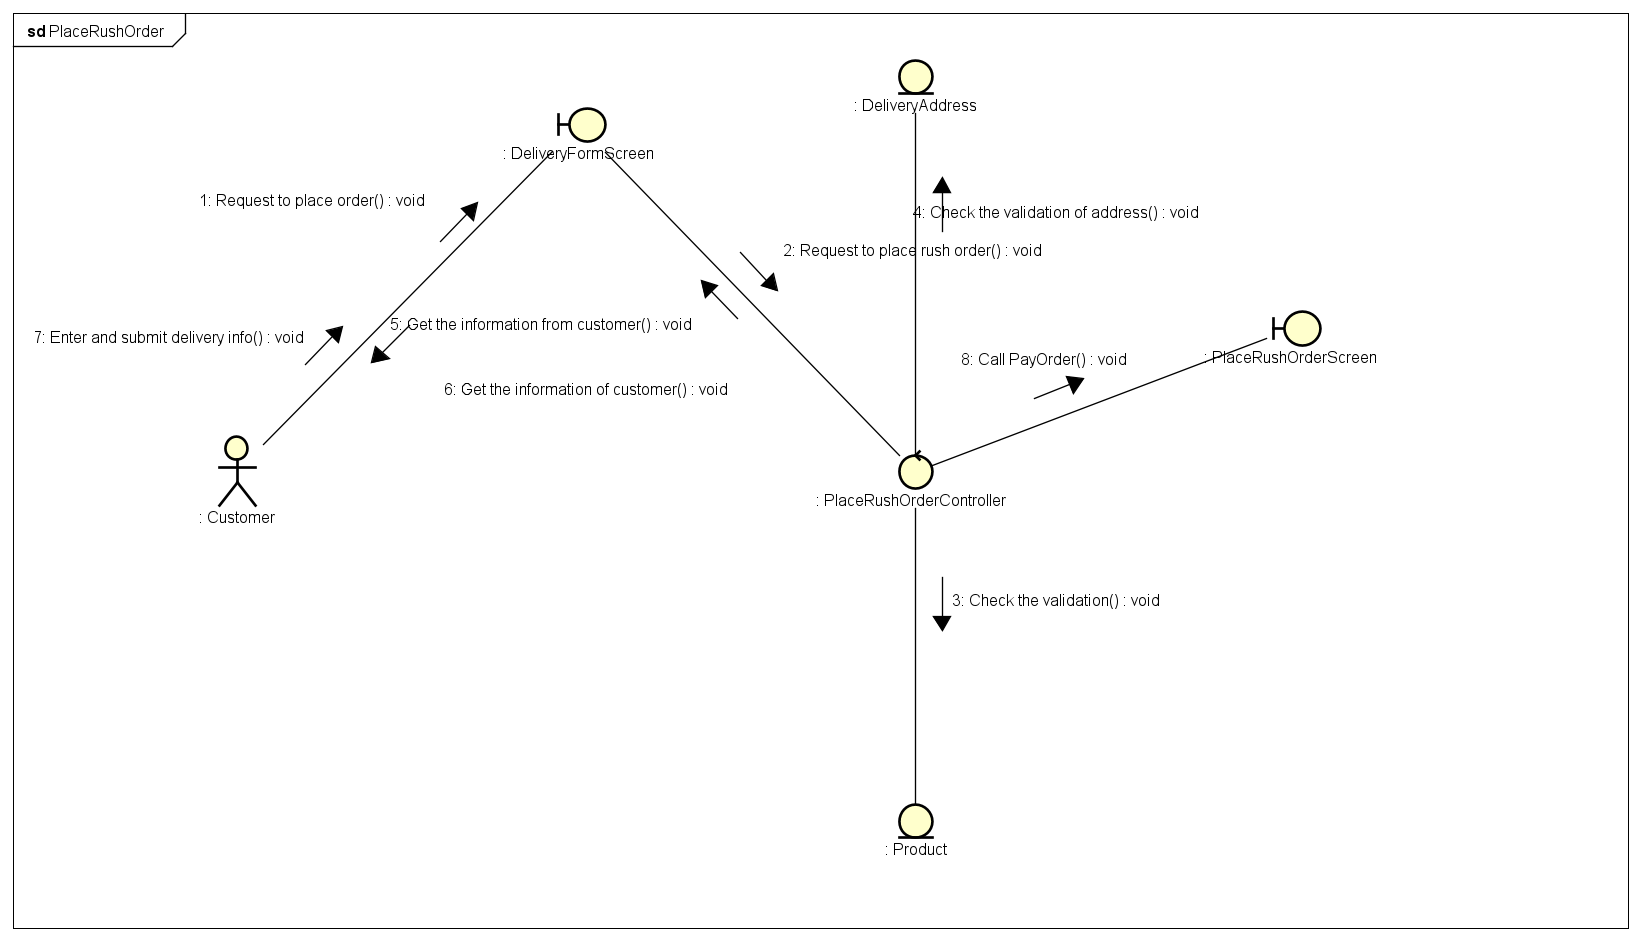 sd PlaceRushOrder
: DeliveryAddress
: DeliveryFormScreen
1: Request to place order() : void
4: Check the validation of address() : void
2: Request to place rush order() : void
5: Get the information from customer() : void
7: Enter and submit delivery info() : void
: PlaceRushOrderScreen
8: Call PayOrder() : void
6: Get the information of customer() : void
: PlaceRushOrderController
: Customer
3: Check the validation() : void
: Product